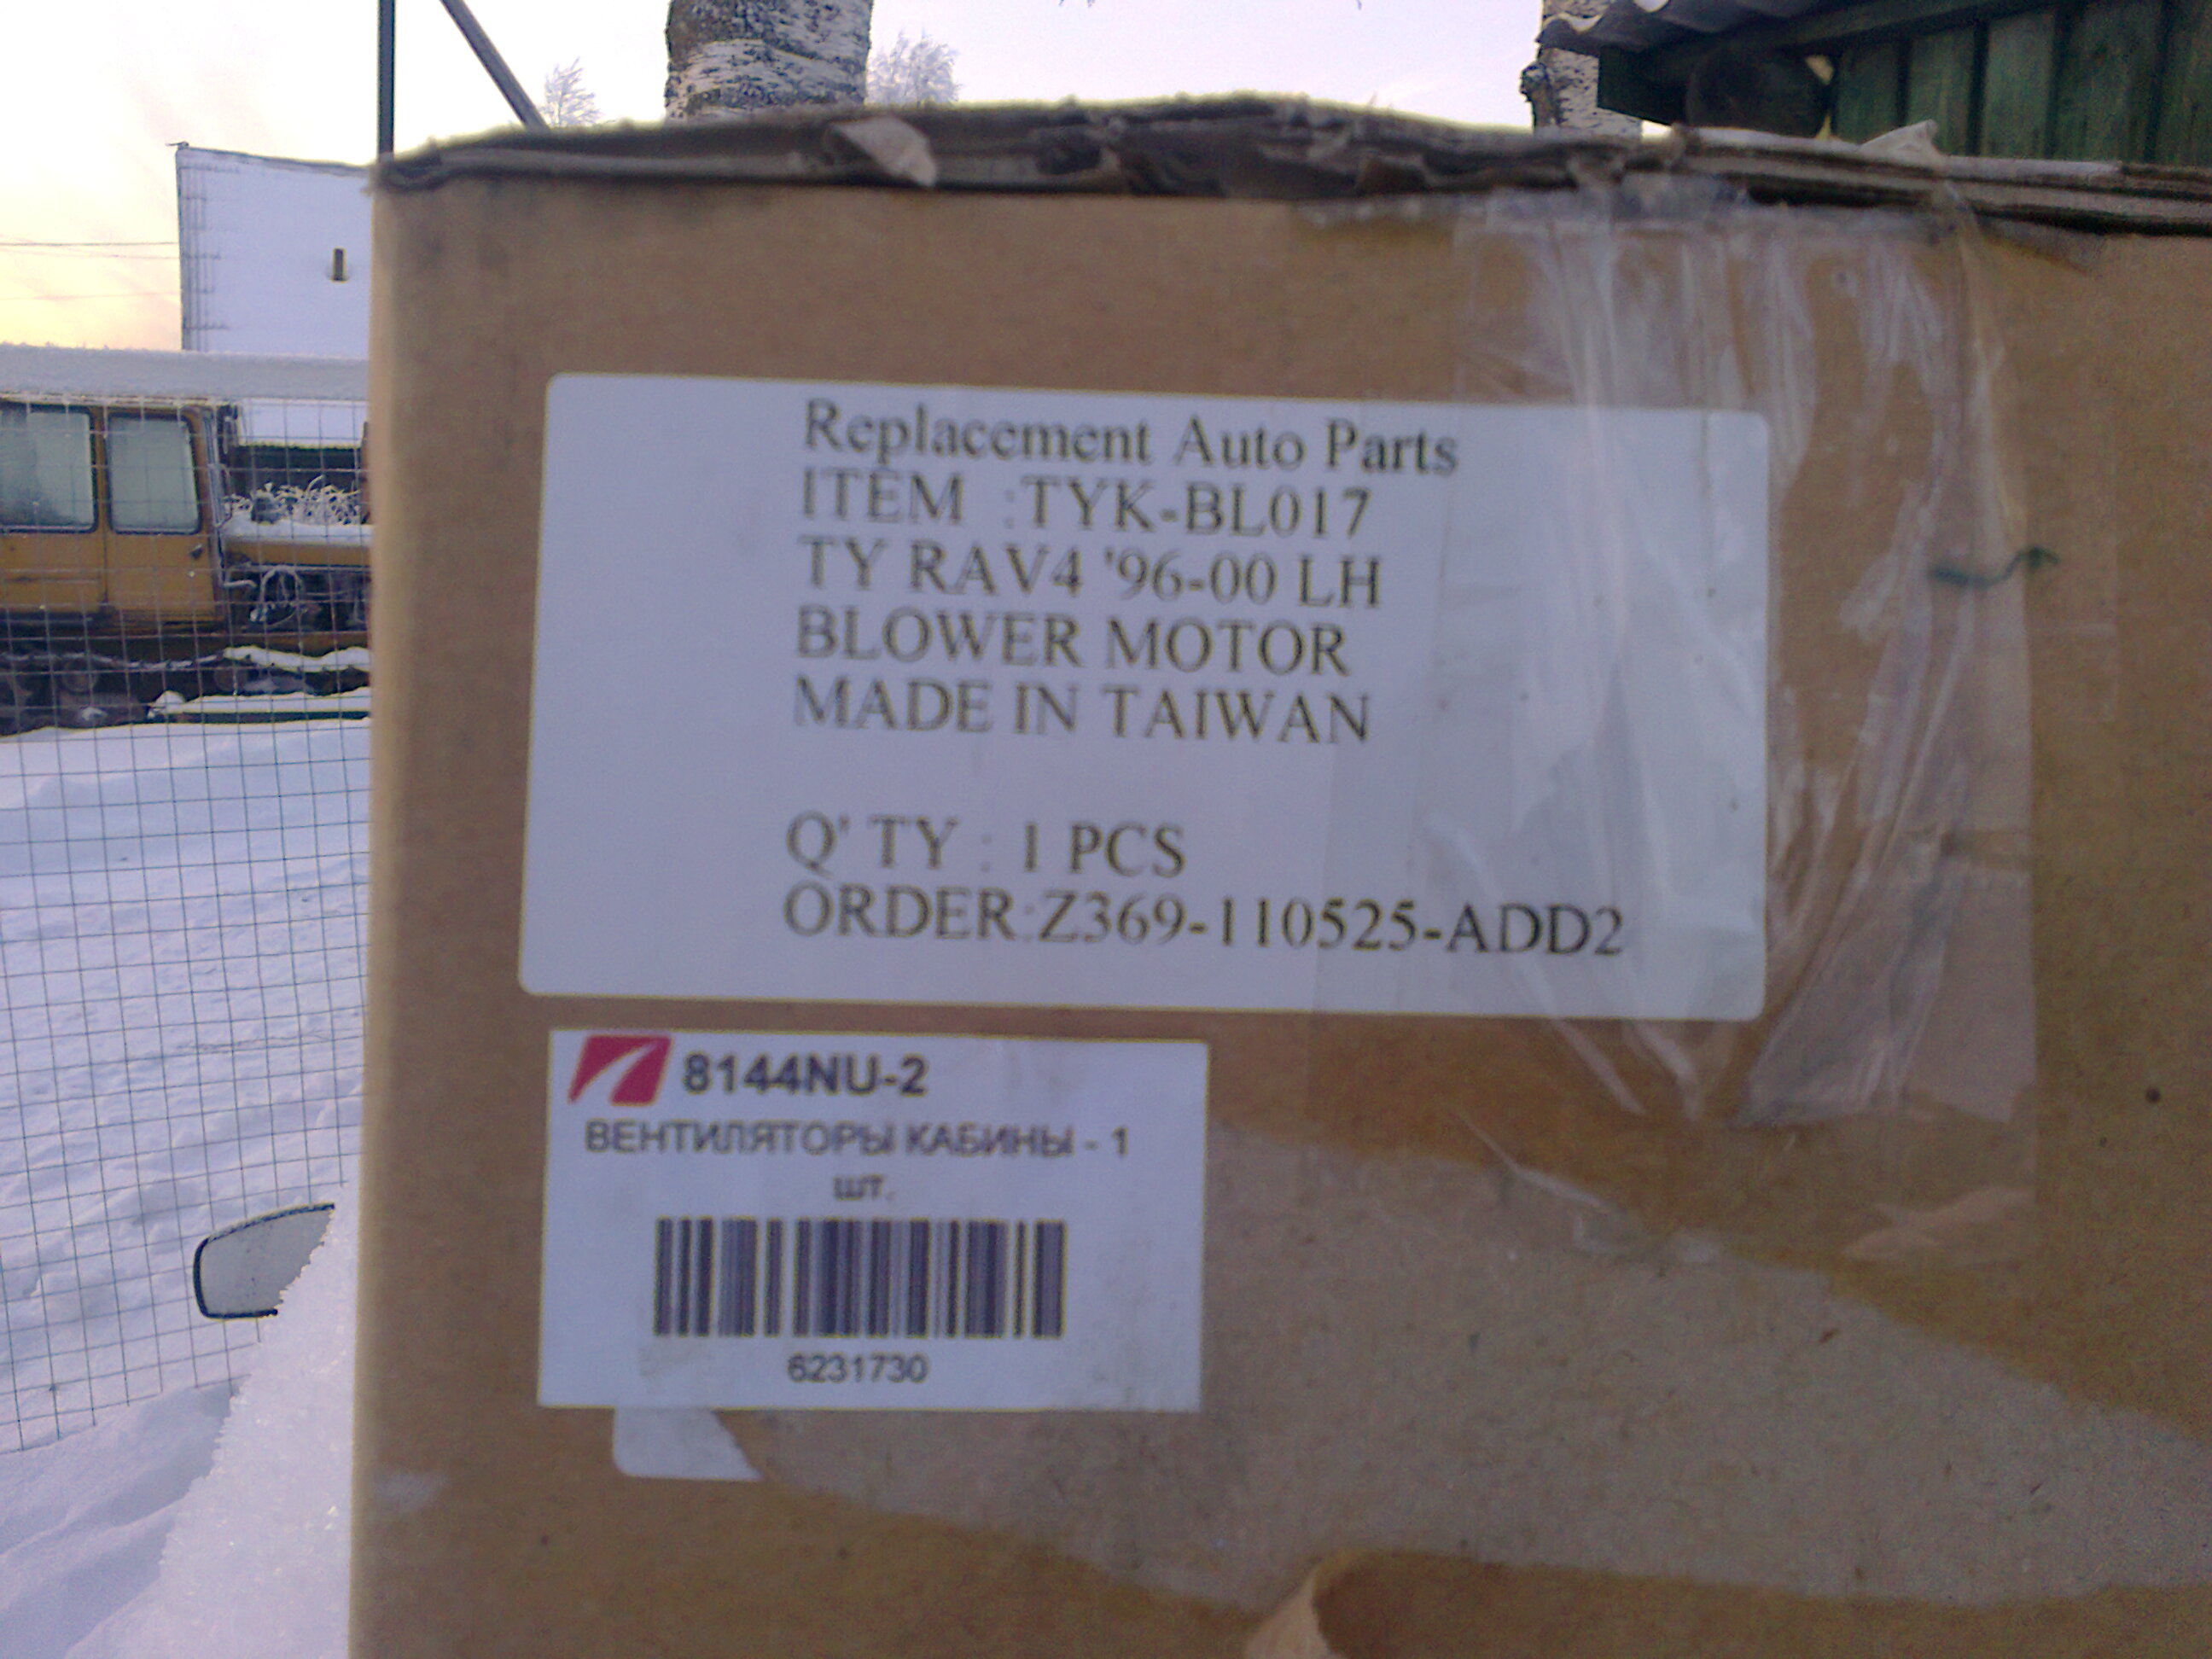 Replacement Auto Parts
ITEM :TYK-BL017
TY RAV4 '96-00 LH
BLOWER MOTOR
MADE IN TAIWAN
Q'TY : 1 PCS
ORDER:Z369-110525-ADD2
8144NU-2
ВЕНТИЛЯТОРЫ КАБИНЫ - 1
шт.
6231730